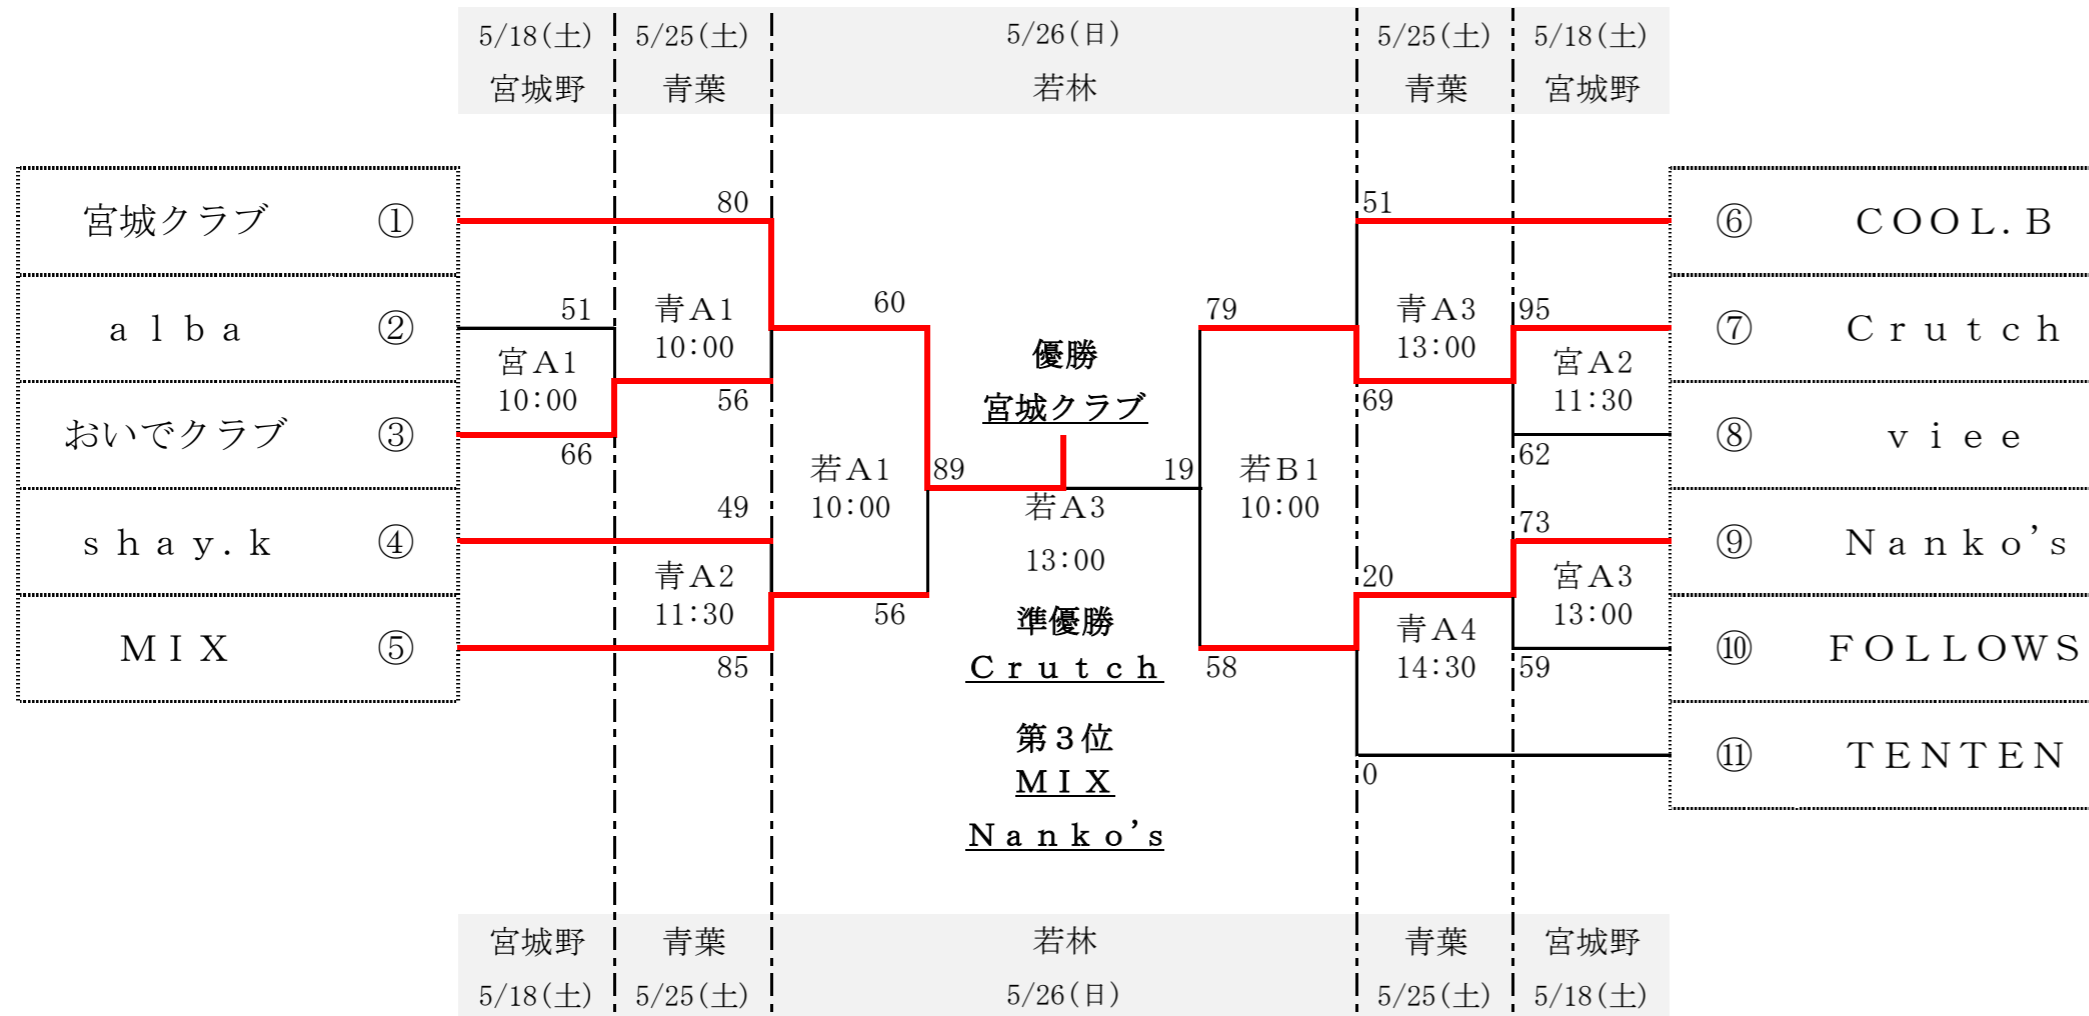 5/18(土) 5/25(土) 5/26(日) 5/25(土) 5/18(土)
宮城野 青葉 若林 青葉 宮城野
宮城クラブ ①
alba ②
おいでクラブ ③
shay.k ④
MIX ⑤
51
宮A1
10:00
66
80
青A1
10:00
56
49
青A2
11:30
85
60
若A1
10:00
56
優勝
宮城クラブ
89 19
若A3
13:00
準優勝
Crutch
第3位
MIX
Nanko's
79
若B1
10:00
58
51
青A3
13:00
69
20
青A4
14:30
0
95
宮A2
11:30
62
73
宮A3
13:00
59
⑥ COOL.B
⑦ Crutch
⑧ viee
⑨ Nanko's
⑩ FOLLOWS
⑪ TENTEN
宮城野 青葉 若林 青葉 宮城野
5/18(土) 5/25(土) 5/26(日) 5/25(土) 5/18(土)